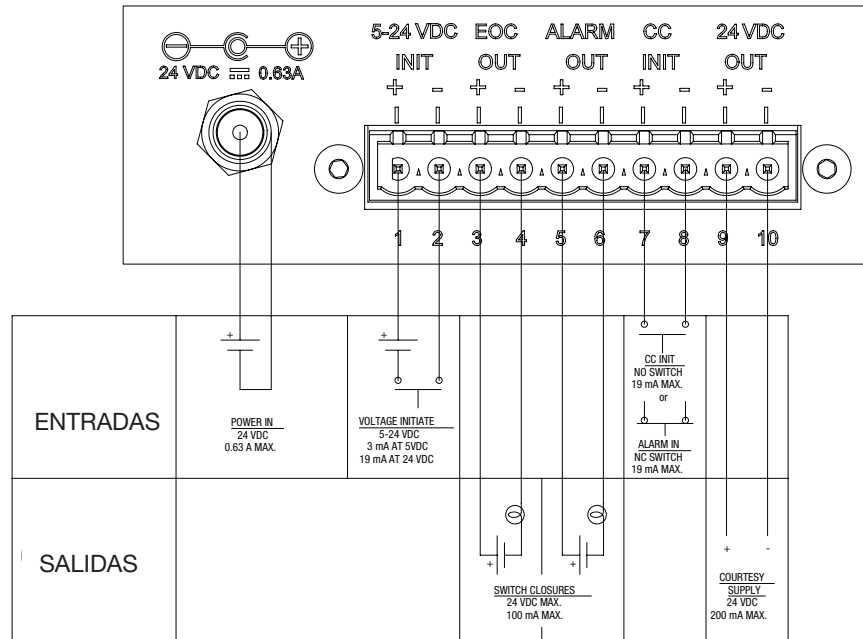 5-24 VDC EOC ALARM CC 24 VDC
INIT OUT OUT INIT OUT
+ - + - + - + - + -
24 VDC 0.63A
1 2 3 4 5 6 7 8 9 10
ENTRADAS
+
POWER IN
24 VDC
0.63 A MAX.
+
VOLTAGE INITIATE
5-24 VDC
3 mA AT 5VDC
19 mA AT 24 VDC
CC INIT
NO SWITCH
19 mA MAX.
or
ALARM IN
NC SWITCH
19 mA MAX.
SALIDAS
+ +
SWITCH CLOSURES
24 VDC MAX.
100 mA MAX.
+ -
COURTESY
SUPPLY
24 VDC
200 mA MAX.